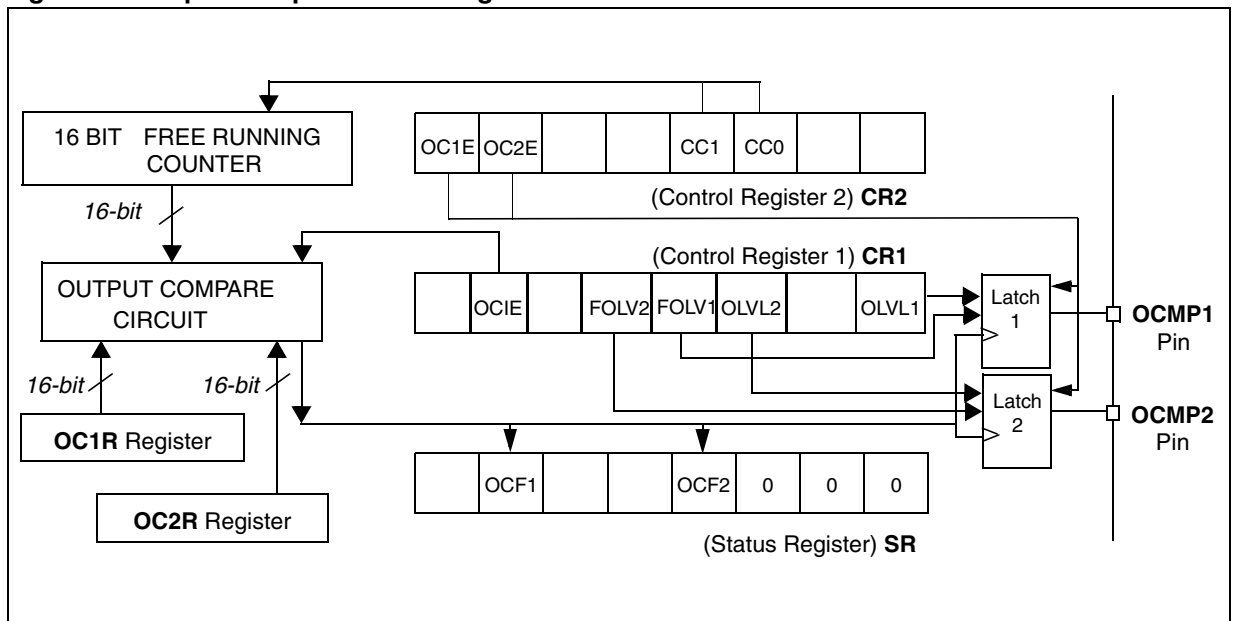 16 BIT FREE RUNNING
COUNTER
OC1E OC2E CC1 CC0
(Control Register 2) CR2
16-bit
(Control Register 1) CR1
OUTPUT COMPARE
CIRCUIT
OCIE FOLV2 FOLV1 OLVL2 OLVL1
Latch
1
OCMP1
Pin
16-bit 16-bit
Latch
2
OCMP2
Pin
OC1R Register
OCF1 OCF2 0 0 0
OC2R Register
(Status Register) SR